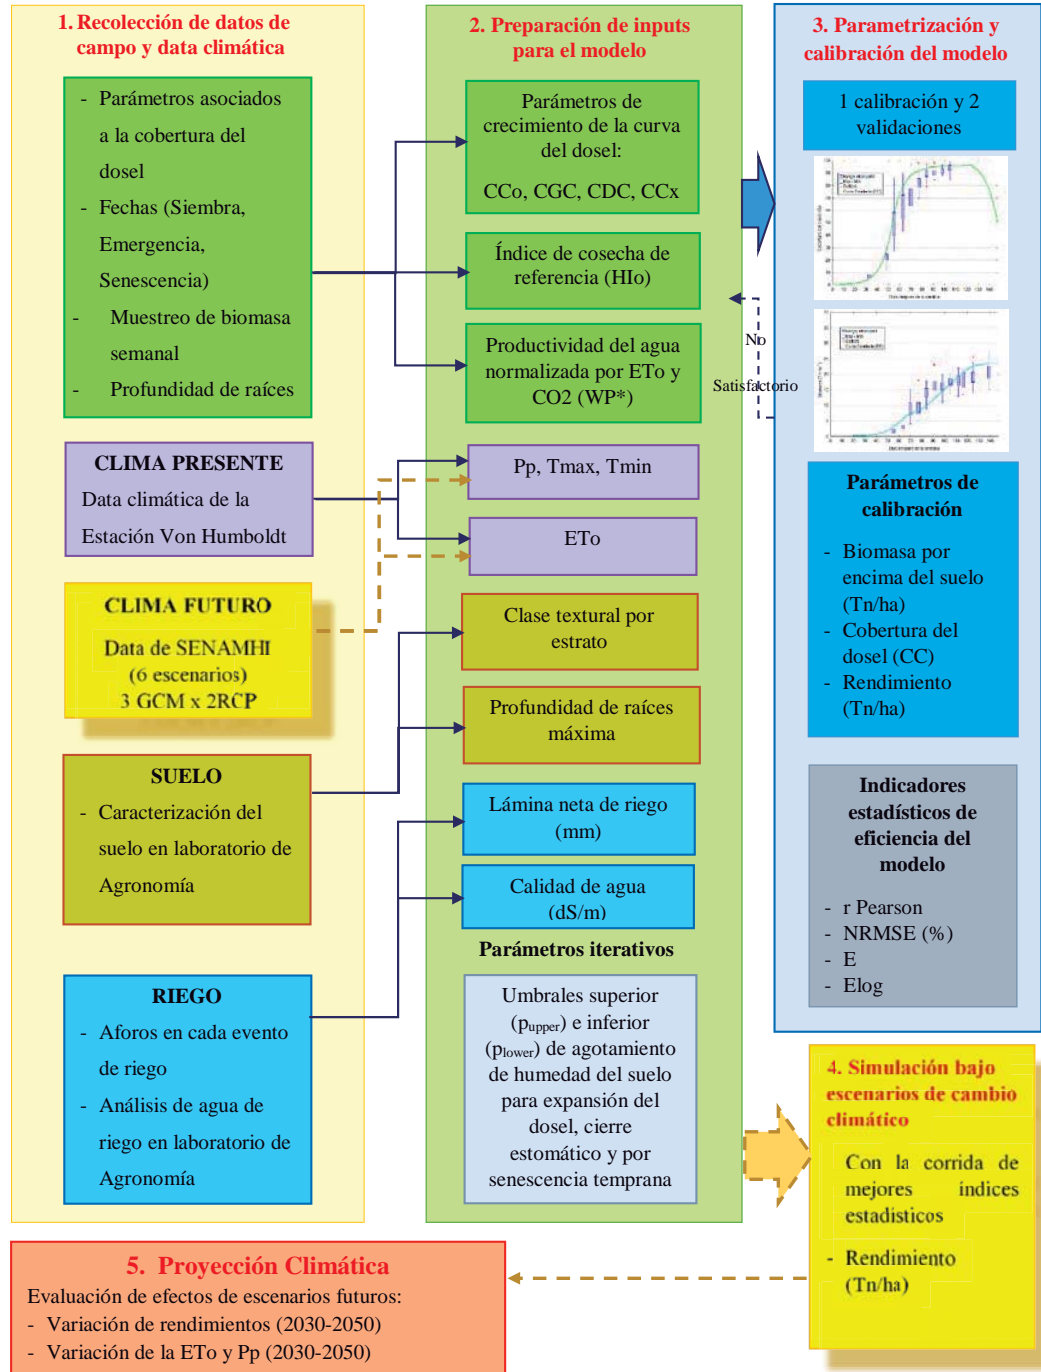 1. Recolección de datos de
campo y data climática
- Parámetros asociados
a la cobertura del
dosel
- Fechas (Siembra,
Emergencia,
Senescencia)
- Muestreo de biomasa
semanal
- Profundidad de raíces
CLIMA PRESENTE
Data climática de la
Estación Von Humboldt
CLIMA FUTURO
Data de SENAMHI
(6 escenarios)
3 GCM x 2RCP
SUELO
- Caracterización del
suelo en laboratorio de
Agronomía
RIEGO
- Aforos en cada evento
de riego
- Análisis de agua de
riego en laboratorio de
Agronomía
2. Preparación de inputs
para el modelo
Parámetros de
crecimiento de la curva
del dosel:
CCo, CGC, CDC, CCx
Índice de cosecha de
referencia (HIo)
Productividad del agua
normalizada por ETo y
CO2 (WP*)
Pp, Tmax, Tmin
ETo
Clase textural por
estrato
Profundidad de raíces
máxima
Lámina neta de riego
(mm)
Calidad de agua
(dS/m)
Parámetros iterativos
Umbrales superior
(pupper) e inferior
(plower) de agotamiento
de humedad del suelo
para expansión del
dosel, cierre
estomático y por
senescencia temprana
3. Parametrización y
calibración del modelo
1 calibración y 2
validaciones
No
Satisfactorio
Parámetros de
calibración
- Biomasa por
encima del suelo
(Tn/ha)
- Cobertura del
dosel (CC)
- Rendimiento
(Tn/ha)
Indicadores
estadísticos de
eficiencia del
modelo
- r Pearson
- NRMSE (%)
- E
- Elog
4. Simulación bajo
escenarios de cambio
climático
Con la corrida de
mejores índices
estadísticos
- Rendimiento
(Tn/ha)
5. Proyección Climática
Evaluación de efectos de escenarios futuros:
- Variación de rendimientos (2030-2050)
- Variación de la ETo y Pp (2030-2050)